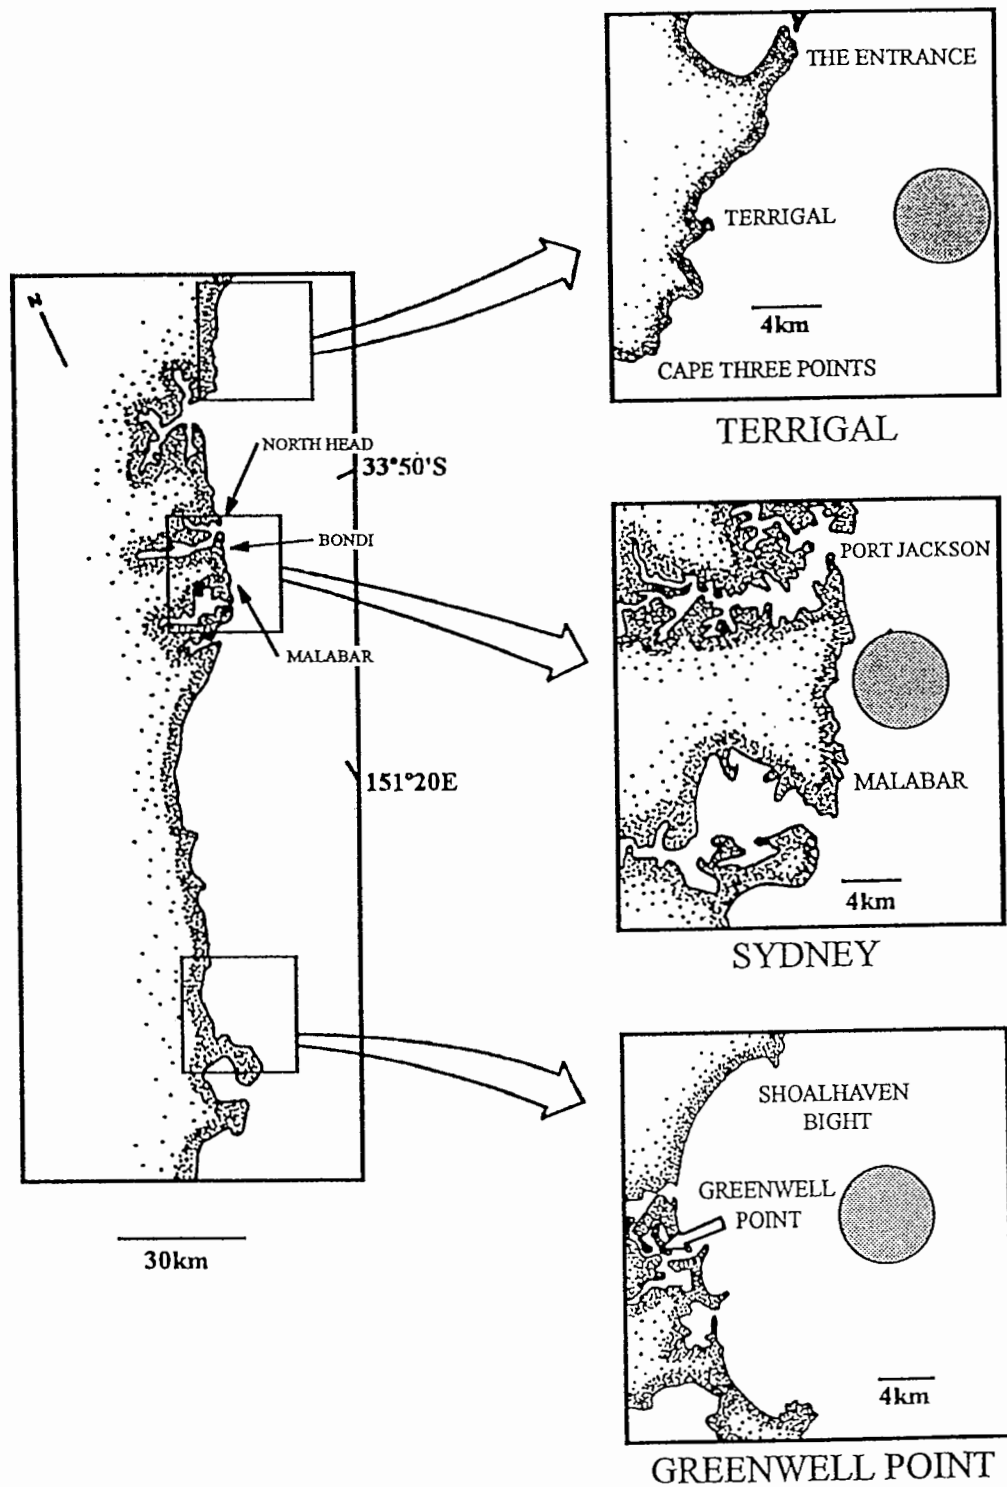 N
NORTH HEAD
33°50'S
BONDI
MALABAR
151°20E
30km
THE ENTRANCE
TERRIGAL
4km
CAPE THREE POINTS
TERRIGAL
PORT JACKSON
MALABAR
4km
SYDNEY
SHOALHAVEN
BIGHT
GREENWELL
POINT
4km
GREENWELL POINT